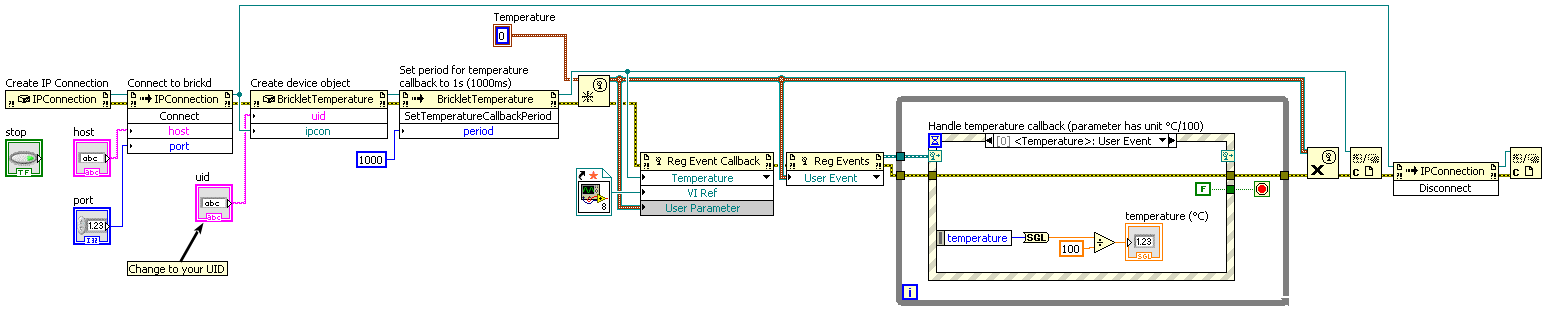 Temperature
0
Create IP Connection
IPConnection
Connect to brickd
IPConnection
Connect
host
port
Create device object
BrickletTemperature
uid
ipcon
Set period for temperature
callback to 1s (1000ms)
BrickletTemperature
SetTemperatureCallbackPeriod
period
1000
stop
TF
host
abc
abc
uid
abc
abc
port
1.23
I32
Change to your UID
8
Reg Event Callback
Temperature
VI Ref
User Parameter
Reg Events
User Event
Handle temperature callback (parameter has unit °C/100)
[0] <Temperature>: User Event
temperature
SGL
100
÷
temperature (°C)
1.23
SGL
F
i
C
IPConnection
Disconnect
C